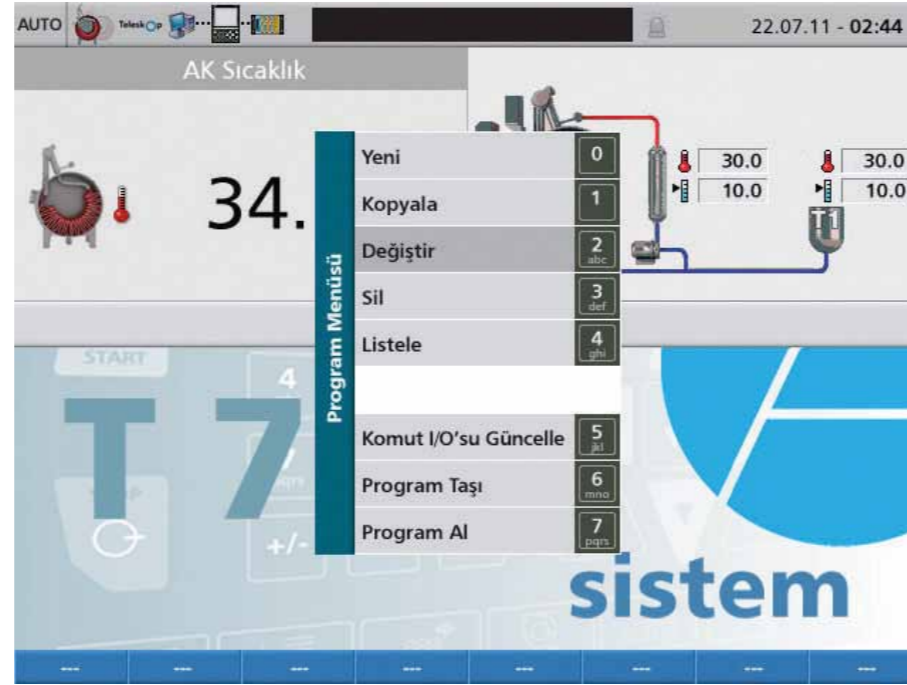 AUTO Teleskop 22.07.11 - 02:44
AK Sıcaklık
34.
30.0 30.0
10.0 10.0
T1
Program Menüsü
Yeni 0
Kopyala 1
Değiştir 2 abc
Sil 3 def
Listele 4 ghi
Komut I/O'su Güncelle 5 jkl
Program Taşı 6 mno
Program Al 7 pqrs
START
4
T 7
+/-
sistem
--- --- --- --- --- --- --- ---